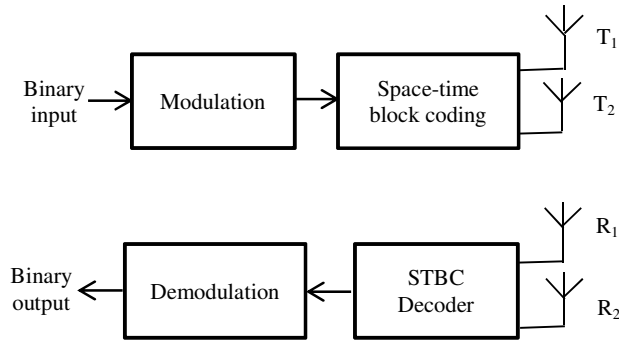 Binary
input
Modulation
Space-time
block coding
T1
T2
Binary
output
Demodulation
STBC
Decoder
R1
R2